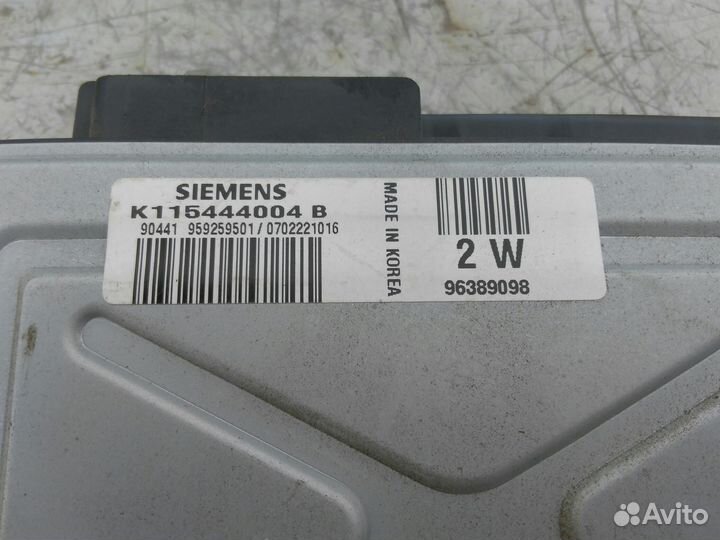 SIEMENS
K115444004 B
90441 959259501 / 0702221016
MADE IN KOREA
2 W
96389098
Avito